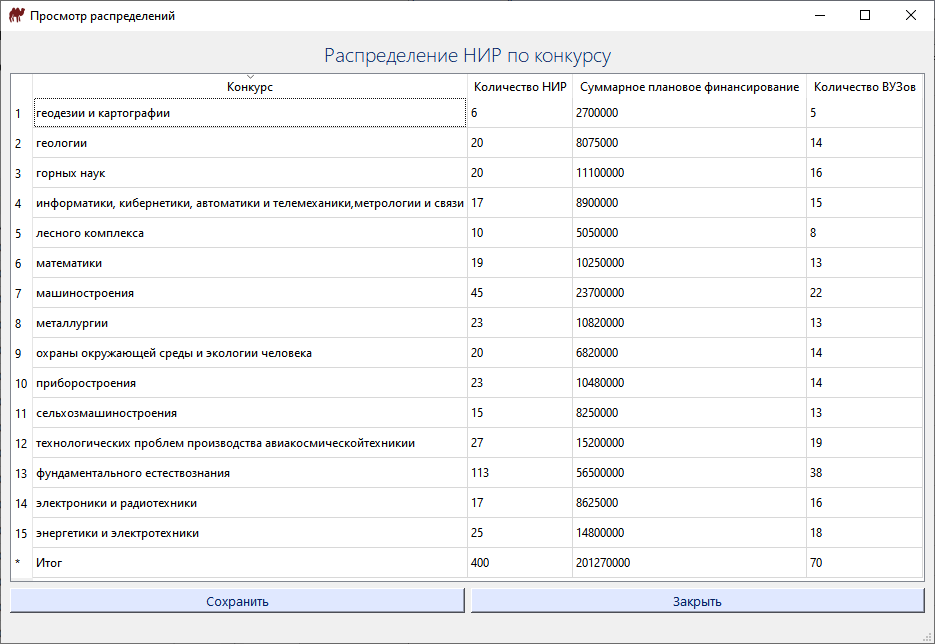 Просмотр распределений
Распределение НИР по конкурсу
Конкурс Количество НИР Суммарное плановое финансирование Количество ВУЗов
1 геодезии и картографии 6 2700000 5
2 геологии 20 8075000 14
3 горных наук 20 11100000 16
4 информатики, кибернетики, автоматики и телемеханики,метрологии и связи 17 8900000 15
5 лесного комплекса 10 5050000 8
6 математики 19 10250000 13
7 машиностроения 45 23700000 22
8 металлургии 23 10820000 13
9 охраны окружающей среды и экологии человека 20 6820000 14
10 приборостроения 23 10480000 14
11 сельхозмашиностроения 15 8250000 13
12 технологических проблем производства авиакосмическойтехникии 27 15200000 19
13 фундаментального естествознания 113 56500000 38
14 электроники и радиотехники 17 8625000 16
15 энергетики и электротехники 25 14800000 18
* Итог 400 201270000 70
Сохранить Закрыть